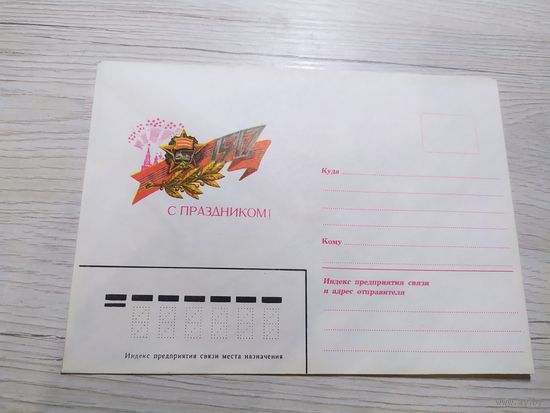 1917
С ПРАЗДНИКОМ!
Куда
Кому
Индекс предприятия связи
и адрес отправителя
Индекс предприятия связи места назначения